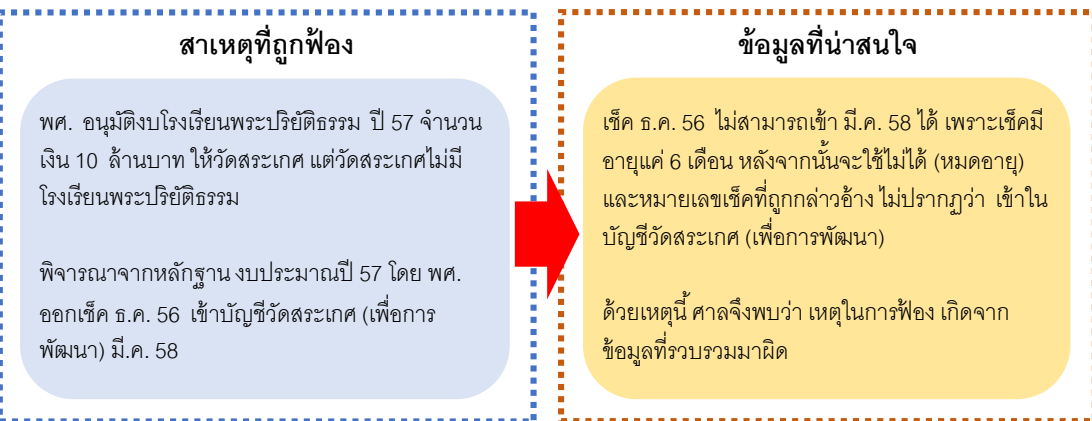 สาเหตุที่ถูกฟ้อง
พศ. อนุมัติงบโรงเรียนพระปริยัติธรรม ปี 57 จำนวน
เงิน 10 ล้านบาท ให้วัดสระเกศ แต่วัดสระเกศไม่มี
โรงเรียนพระปริยัติธรรม
พิจารณาจากหลักฐาน งบประมาณปี 57 โดย พศ.
ออกเช็ค ธ.ค. 56 เข้าบัญชีวัดสระเกศ (เพื่อการ
พัฒนา) มี.ค. 58
ข้อมูลที่น่าสนใจ
เช็ค ธ.ค. 56 ไม่สามารถเข้า มี.ค. 58 ได้ เพราะเช็คมี
อายุแค่ 6 เดือน หลังจากนั้นจะใช้ไม่ได้ (หมดอายุ)
และหมายเลขเช็คที่ถูกกล่าวอ้าง ไม่ปรากฏว่า เข้าใน
บัญชีวัดสระเกศ (เพื่อการพัฒนา)
ด้วยเหตุนี้ ศาลจึงพบว่า เหตุในการฟ้อง เกิดจาก
ข้อมูลที่รวบรวมมาผิด